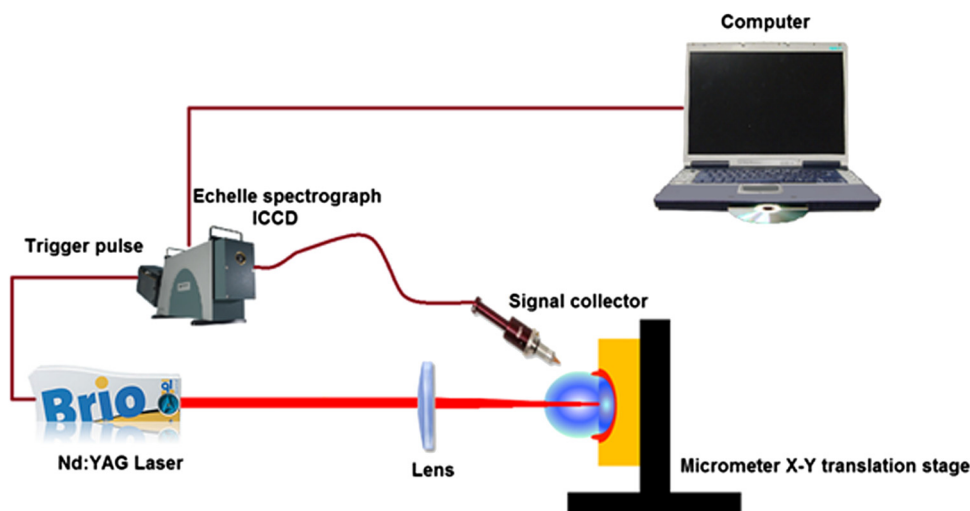 Computer
Echelle spectrograph
ICCD
Trigger pulse
Signal collector
Brio
Nd:YAG Laser
Lens
Micrometer X-Y translation stage